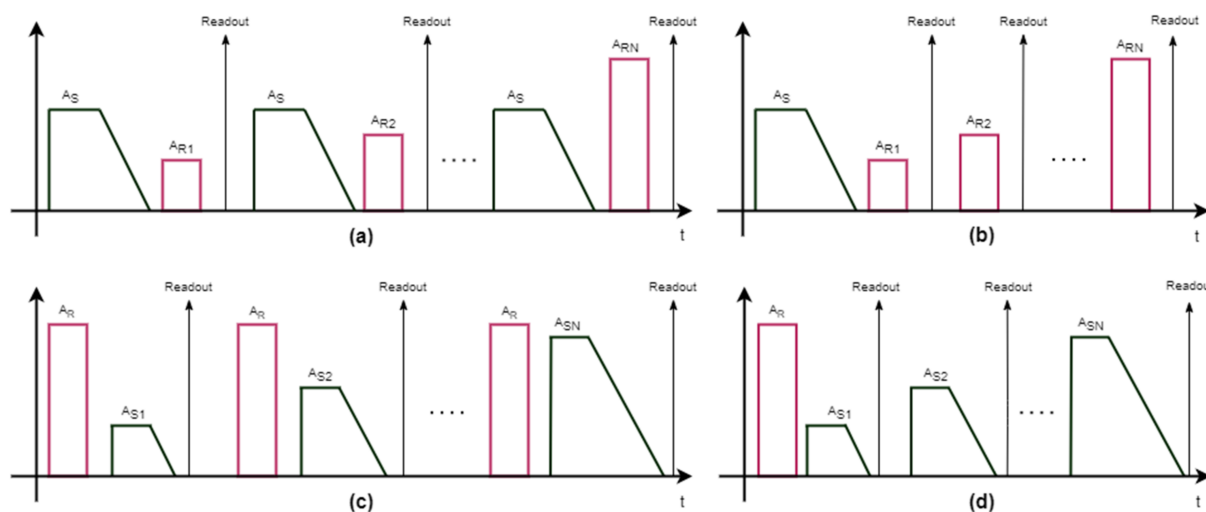 Readout Readout Readout
A_S A_R1 A_S A_R2 .... A_S A_RN
t
(a)
Readout Readout Readout
A_S A_R1 A_R2 .... A_RN
t
(b)
Readout Readout Readout
A_R A_S1 A_R A_S2 .... A_R A_SN
t
(c)
Readout Readout Readout
A_R A_S1 A_S2 .... A_SN
t
(d)